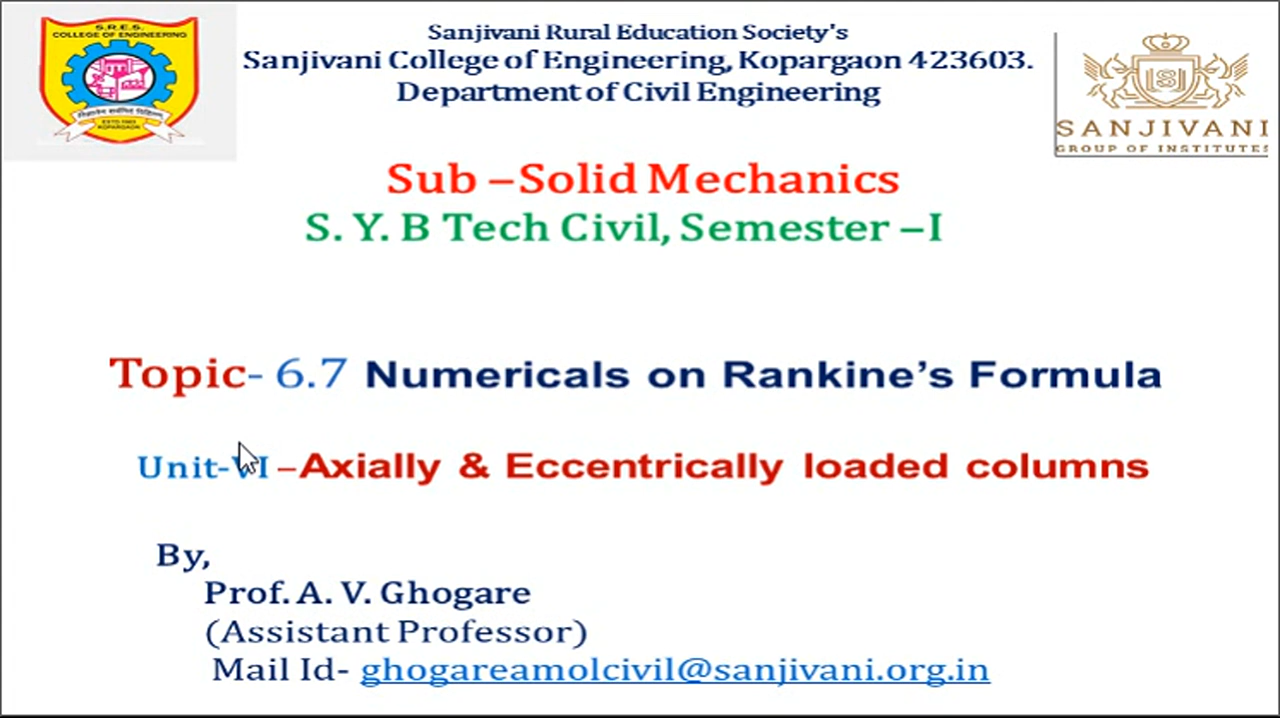 S.R.E.S.
COLLEGE OF ENGINEERING
ESTD 1983
KOPARGAON
Sanjivani Rural Education Society's
Sanjivani College of Engineering, Kopargaon 423603.
Department of Civil Engineering
SANJIVANI
GROUP OF INSTITUTES
Sub –Solid Mechanics
S. Y. B Tech Civil, Semester –I
Topic- 6.7 Numericals on Rankine’s Formula
Unit-VI –Axially & Eccentrically loaded columns
By,
Prof. A. V. Ghogare
(Assistant Professor)
Mail Id- ghogareamolcivil@sanjivani.org.in